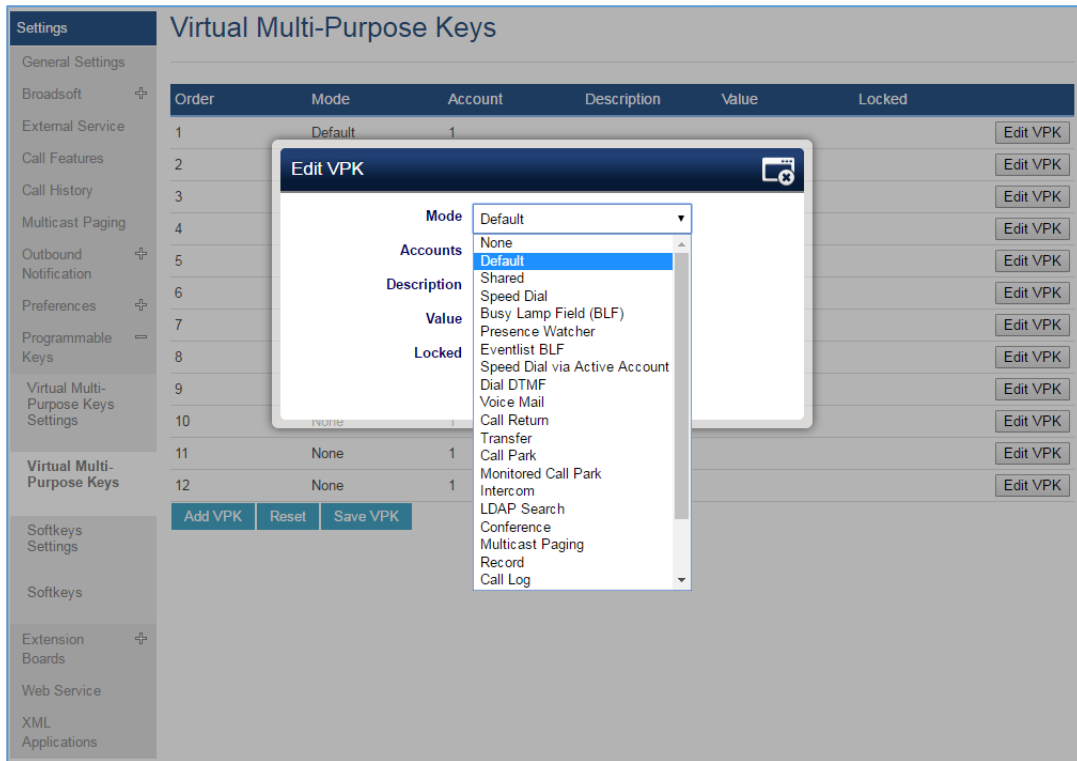 Settings
General Settings
Broadsoft
External Service
Call Features
Call History
Multicast Paging
Outbound
Notification
Preferences
Programmable
Keys
Virtual Multi-
Purpose Keys
Settings
Virtual Multi-
Purpose Keys
Softkeys
Settings
Softkeys
Extension
Boards
Web Service
XML
Applications
Virtual Multi-Purpose Keys
Order Mode Account Description Value Locked
1 Default 1 Edit VPK
2 Edit VPK
3 Edit VPK
4 Edit VPK
5 Edit VPK
6 Edit VPK
7 Edit VPK
8 Edit VPK
9 Edit VPK
10 None 1 Edit VPK
11 None 1 Edit VPK
12 None 1 Edit VPK
Add VPK Reset Save VPK
Edit VPK
Mode Default
Accounts
Description
Value
Locked
None
Default
Shared
Speed Dial
Busy Lamp Field (BLF)
Presence Watcher
Eventlist BLF
Speed Dial via Active Account
Dial DTMF
Voice Mail
Call Return
Transfer
Call Park
Monitored Call Park
Intercom
LDAP Search
Conference
Multicast Paging
Record
Call Log